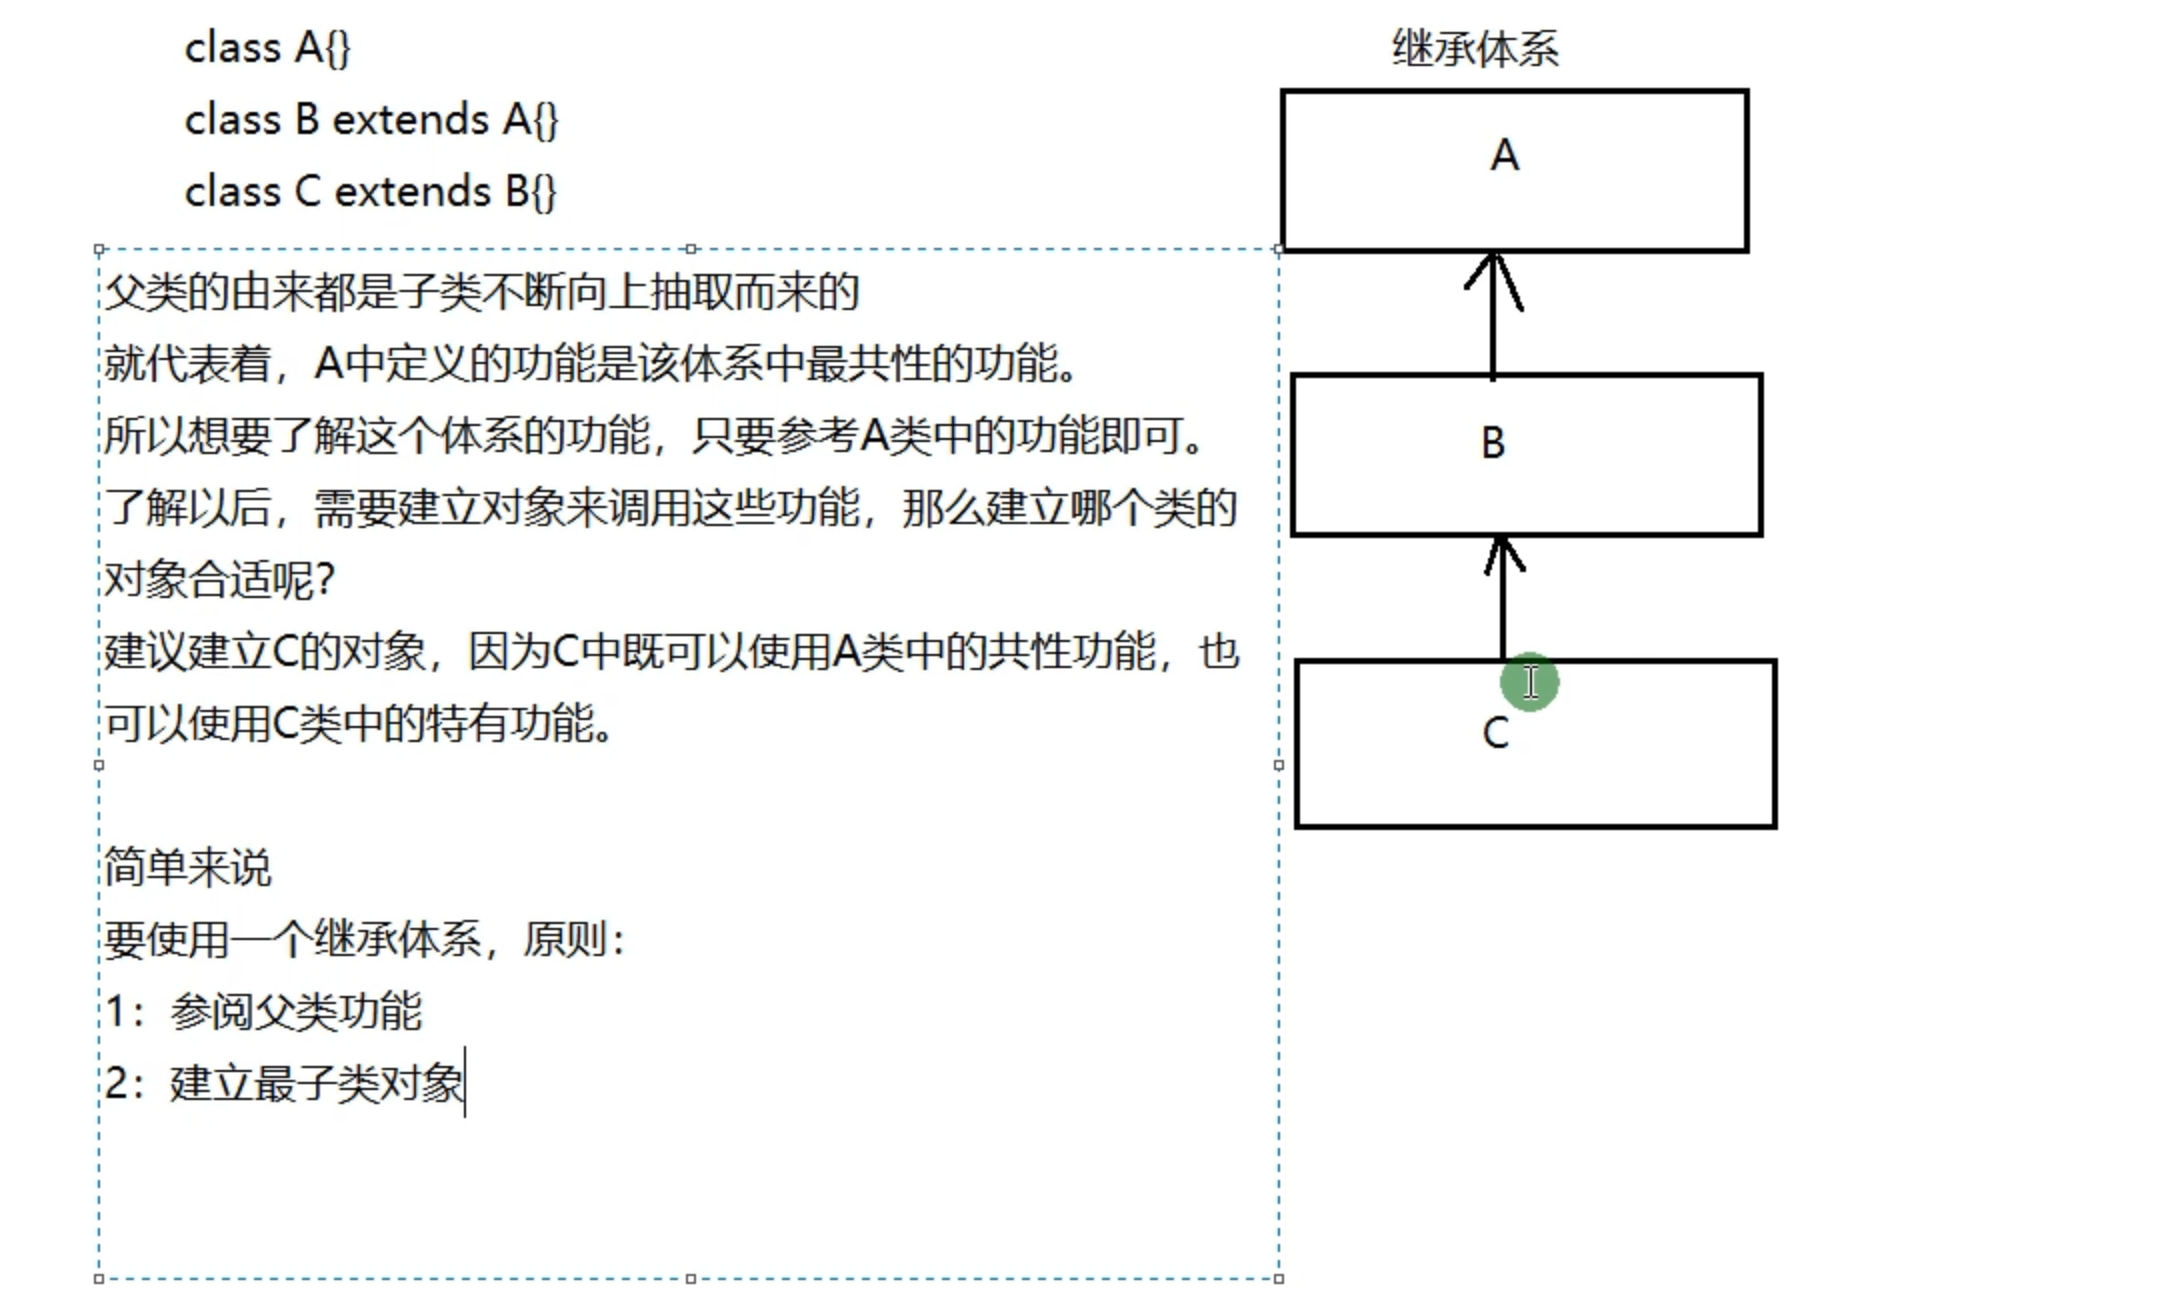 class A{}
class B extends A{}
class C extends B{}
父类的由来都是子类不断向上抽取而来的
就代表着，A中定义的功能是该体系中最共性的功能。
所以想要了解这个体系的功能，只要参考A类中的功能即可。
了解以后，需要建立对象来调用这些功能，那么建立哪个类的
对象合适呢？
建议建立C的对象，因为C中既可以使用A类中的共性功能，也
可以使用C类中的特有功能。
简单来说
要使用一个继承体系，原则：
1：参阅父类功能
2：建立最子类对象
继承体系
A
B
C